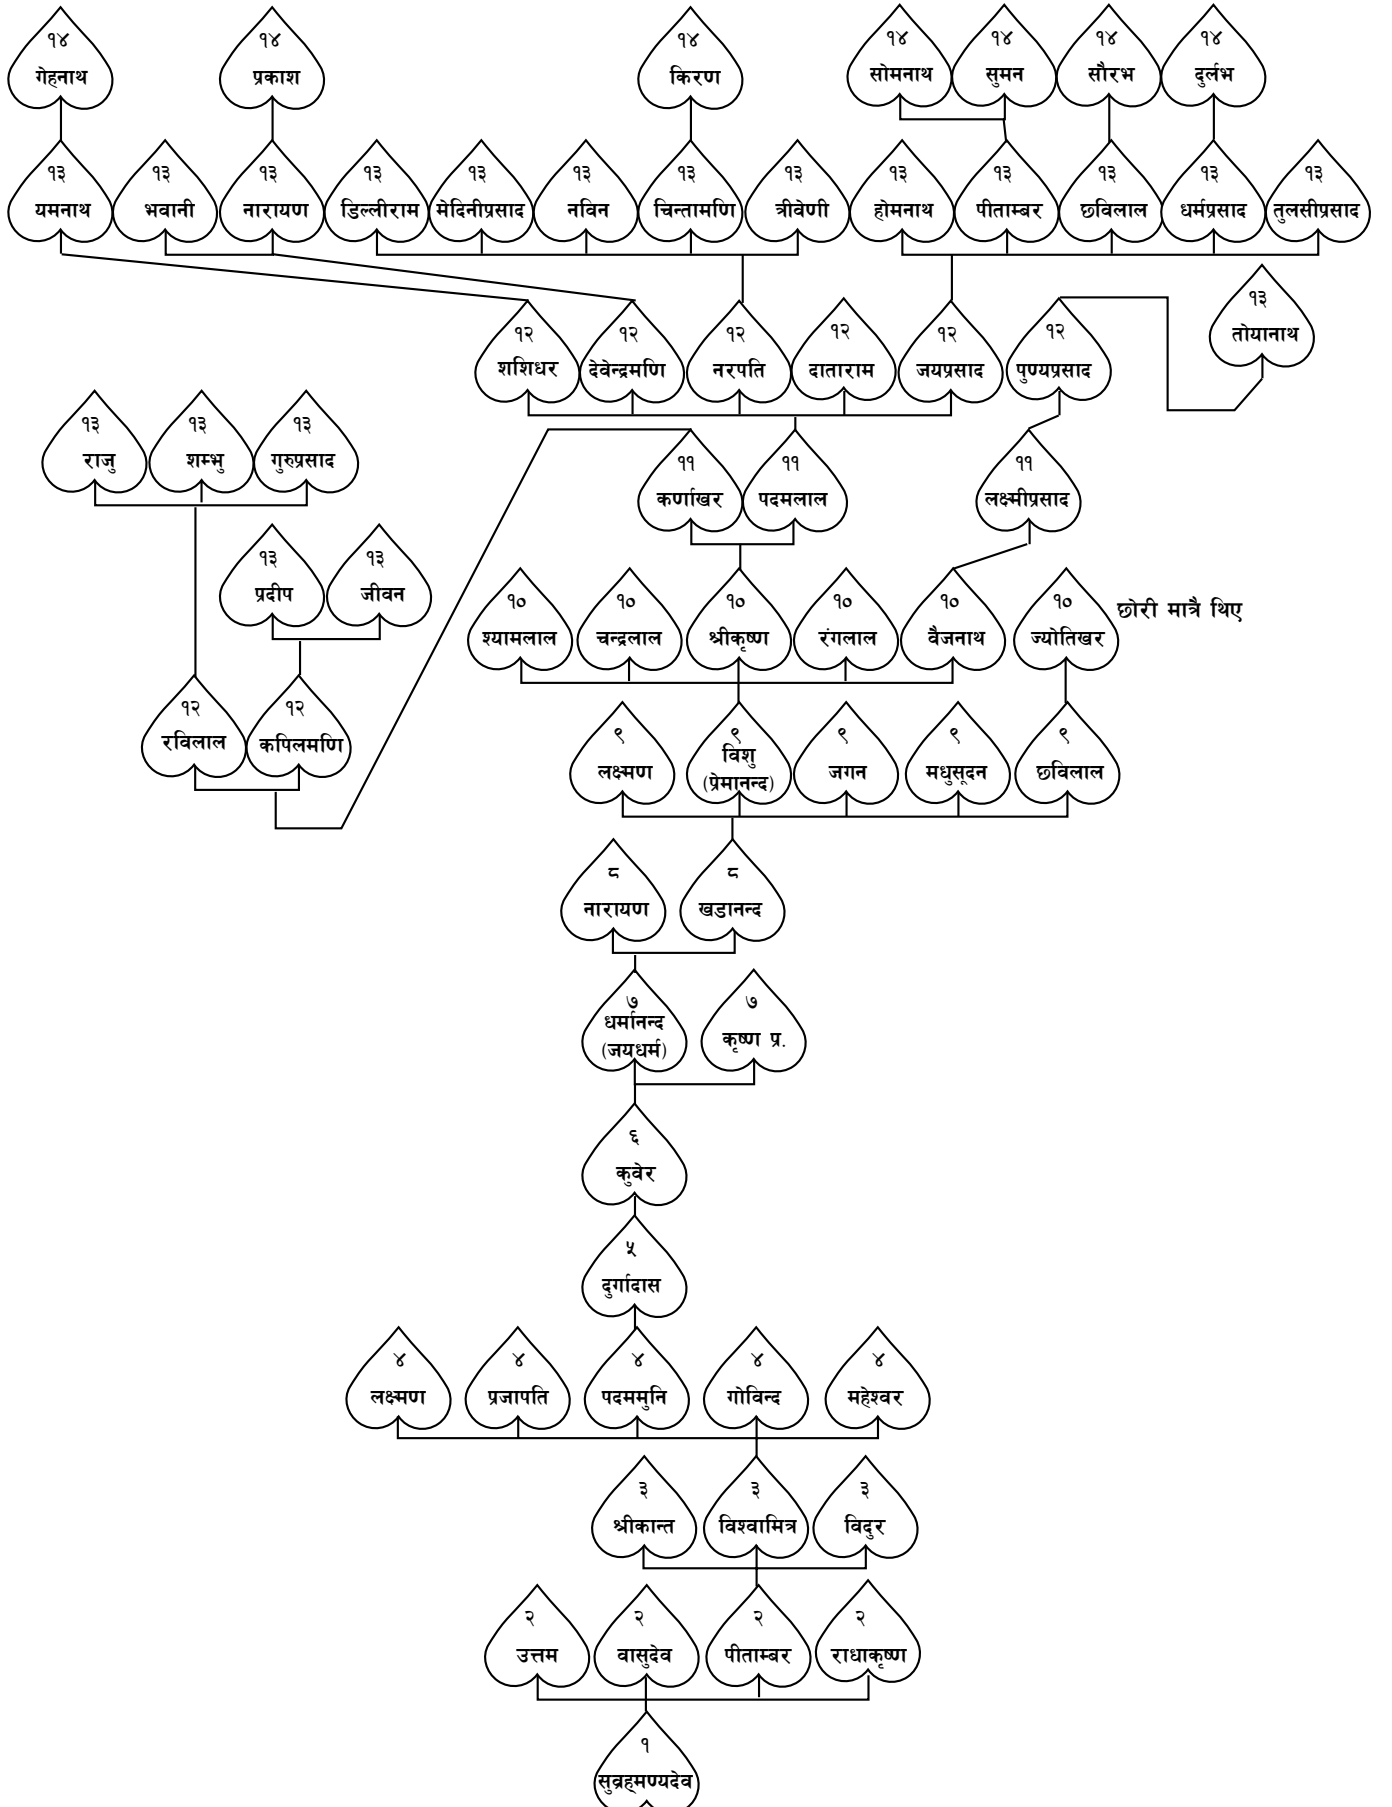 १४
गेहनाथ
१४
प्रकाश
१४
किरण
१४
सोमनाथ
१४
सुमन
१४
सौरभ
१४
दुर्लभ
१३
यमनाथ
१३
भवानी
१३
नारायण
१३
डिल्लीराम
१३
मेदिनीप्रसाद
१३
नविन
१३
चिन्तामणि
१३
त्रीवेणी
१३
होमनाथ
१३
पीताम्बर
१३
छविलाल
१३
धर्मप्रसाद
१३
तुलसीप्रसाद
१३
तोयानाथ
१२
शशिधर
१२
देवेन्द्रमणि
१२
नरपति
१२
दाताराम
१२
जयप्रसाद
१२
पुण्यप्रसाद
१३
राजु
१३
शम्भु
१३
गुरुप्रसाद
११
कर्णाखर
११
पदमलाल
११
लक्ष्मीप्रसाद
१३
प्रदीप
१३
जीवन
१०
श्यामलाल
१०
चन्द्रलाल
१०
श्रीकृष्ण
१०
रंगलाल
१०
वैजनाथ
१०
ज्योतिखर
छोरी मात्रै थिए
१२
रविलाल
१२
कपिलमणि
९
लक्ष्मण
९
विशु
(प्रेमानन्द)
९
जगन
९
मधुसूदन
९
छविलाल
८
नारायण
८
खडानन्द
७
धर्मानन्द
(जयधर्म)
७
कृष्ण प्र.
६
कुवेर
५
दुर्गादास
४
लक्ष्मण
४
प्रजापति
४
पदममुनि
४
गोविन्द
४
महेश्वर
३
श्रीकान्त
३
विश्वामित्र
३
विदुर
२
उत्तम
२
वासुदेव
२
पीताम्बर
२
राधाकृष्ण
१
सुव्रह्मण्यदेव